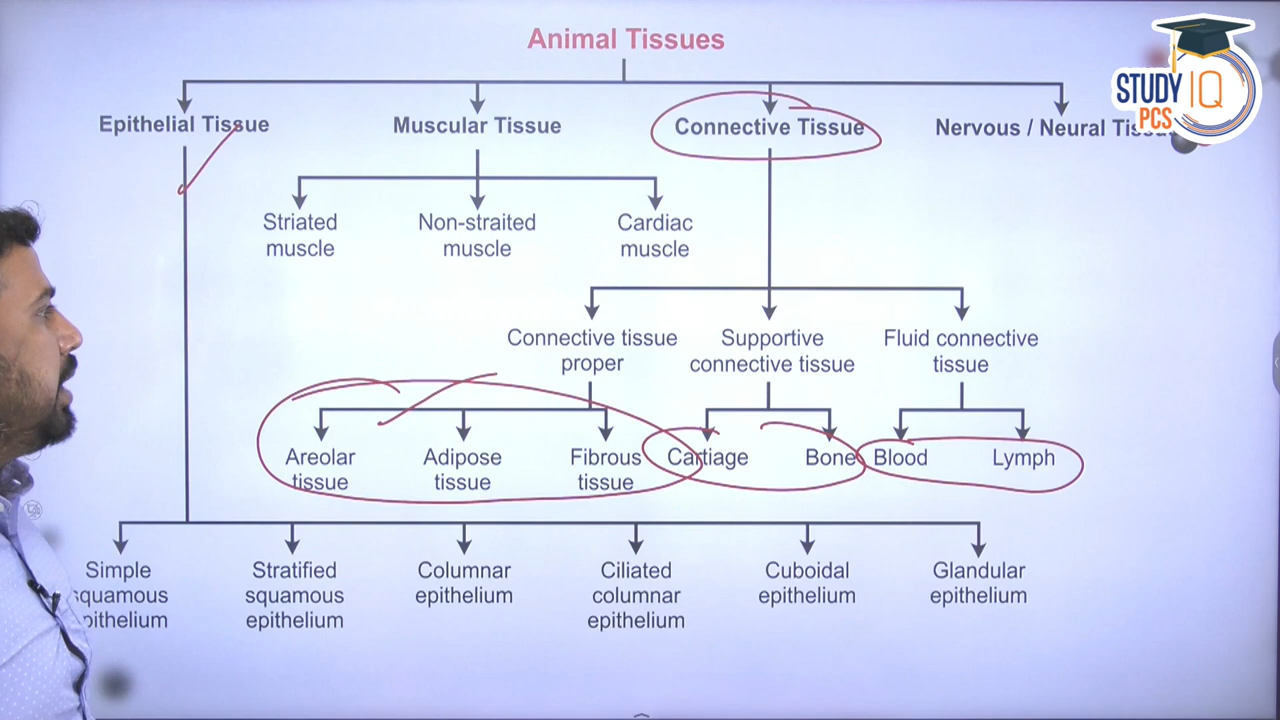 Animal Tissues
STUDY IQ
PCS
Epithelial Tissue
Muscular Tissue
Connective Tissue
Nervous / Neural
Striated
muscle
Non-straited
muscle
Cardiac
muscle
Connective tissue
proper
Supportive
connective tissue
Fluid connective
tissue
Areolar
tissue
Adipose
tissue
Fibrous
tissue
Cartiage
Bone
Blood
Lymph
Simple
squamous
epithelium
Stratified
squamous
epithelium
Columnar
epithelium
Ciliated
columnar
epithelium
Cuboidal
epithelium
Glandular
epithelium